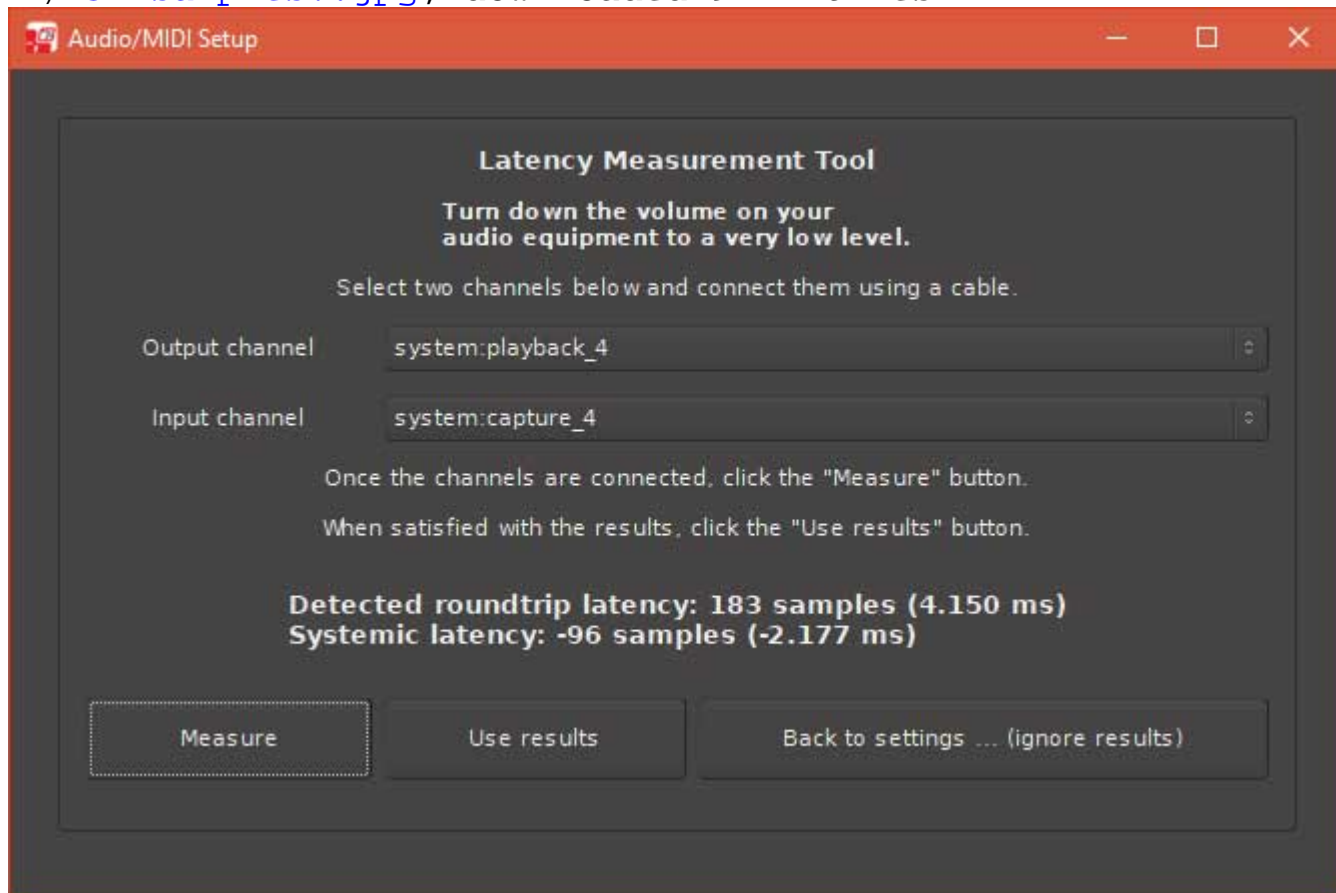 Audio/MIDI Setup
Latency Measurement Tool
Turn down the volume on your
audio equipment to a very low level.
Select two channels below and connect them using a cable.
Output channel system:playback_4
Input channel system:capture_4
Once the channels are connected, click the "Measure" button.
When satisfied with the results, click the "Use results" button.
Detected roundtrip latency: 183 samples (4.150 ms)
Systemic latency: -96 samples (-2.177 ms)
Measure Use results Back to settings ... (ignore results)